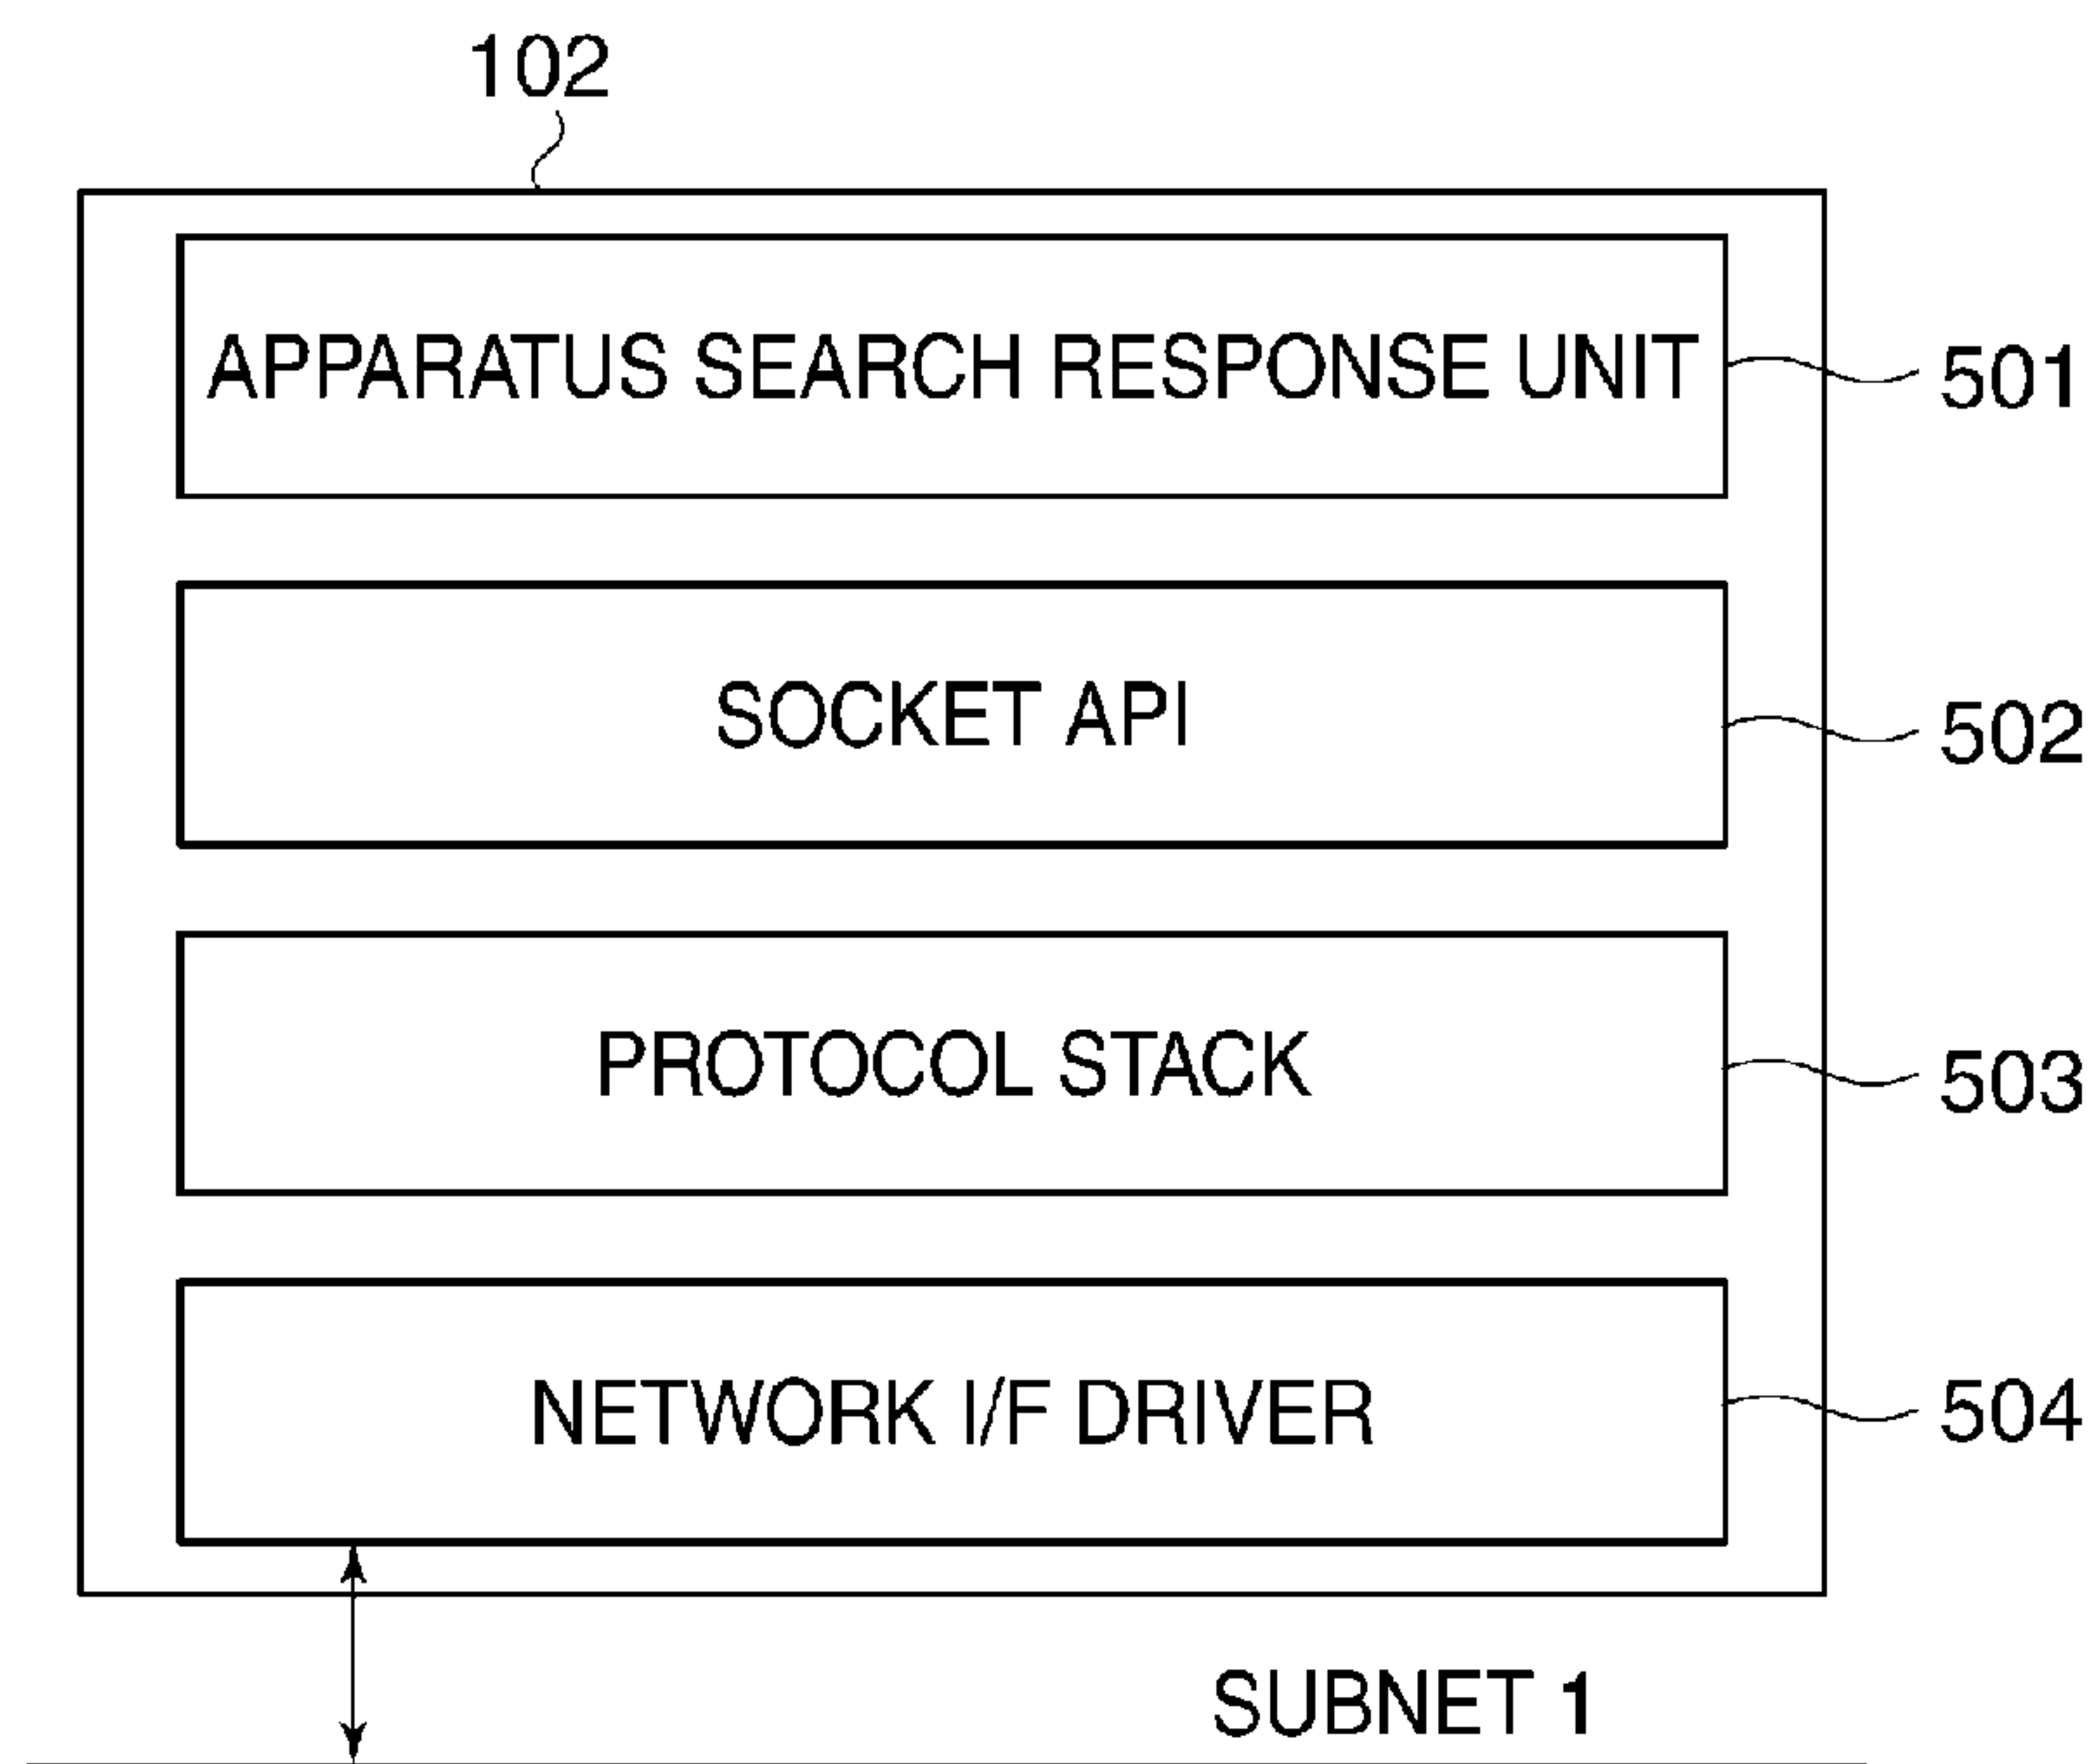 102
APPARATUS SEARCH RESPONSE UNIT
501
SOCKET API
502
PROTOCOL STACK
503
NETWORK I/F DRIVER
504
SUBNET 1